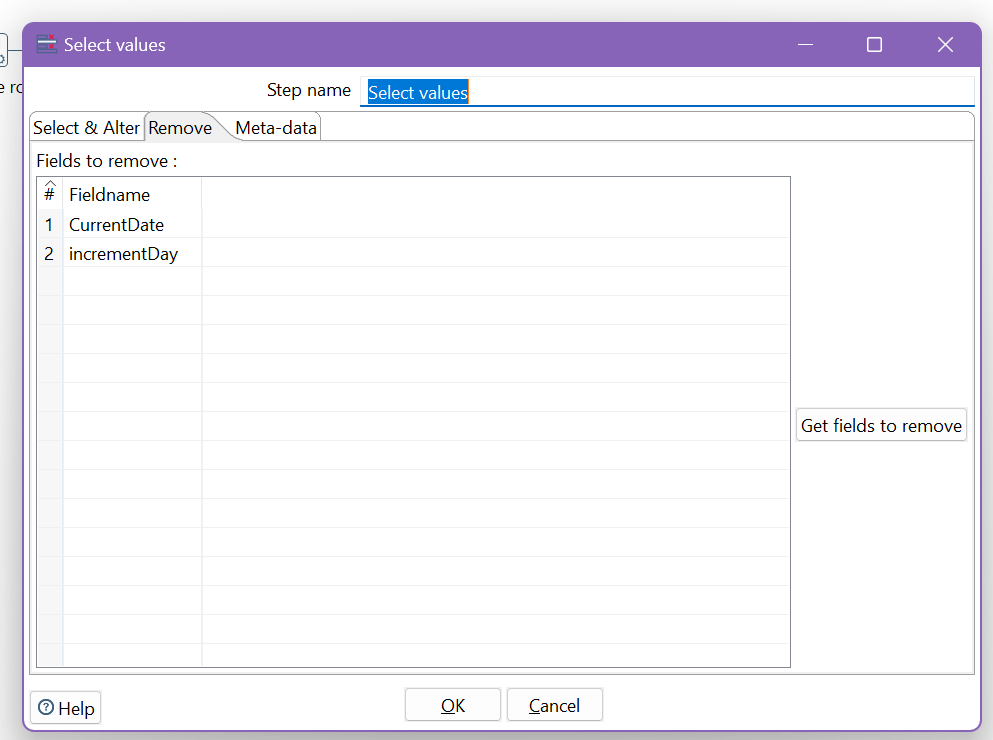 Select values
e ro
Step name Select values
Select & Alter Remove Meta-data
Fields to remove :
# Fieldname
1 CurrentDate
2 incrementDay
Get fields to remove
Help OK Cancel